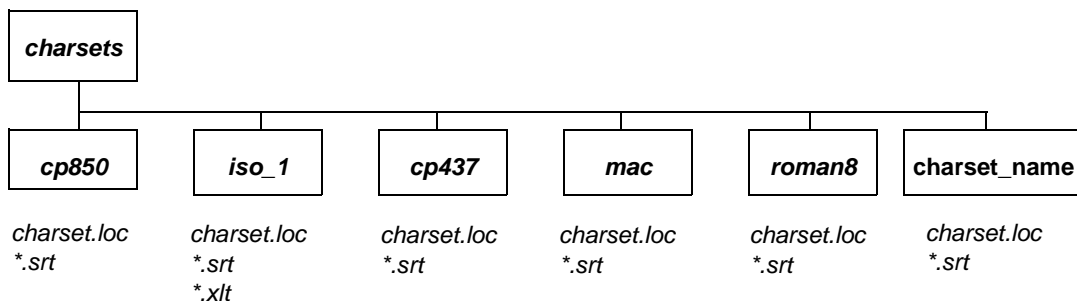 charsets
cp850 iso_1 cp437 mac roman8 charset_name
charset.loc charset.loc charset.loc charset.loc charset.loc charset.loc
*.srt *.srt *.srt *.srt *.srt *.srt
*.xlt